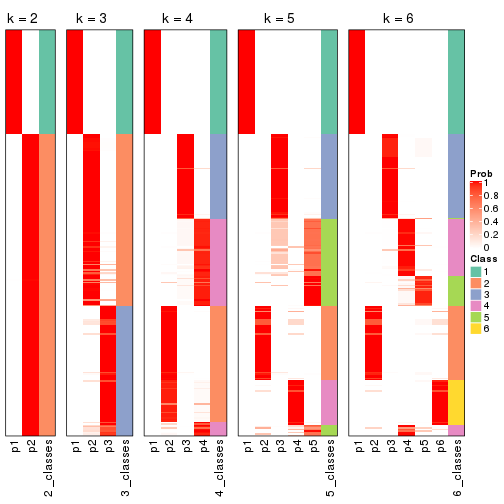 k = 2
k = 3
k = 4
k = 5
k = 6
p1
p2
2_classes
p1
p2
p3
3_classes
p1
p2
p3
p4
4_classes
p1
p2
p3
p4
p5
5_classes
p1
p2
p3
p4
p5
p6
6_classes
Prob
1
0.8
0.6
0.4
0.2
0
Class
1
2
3
4
5
6